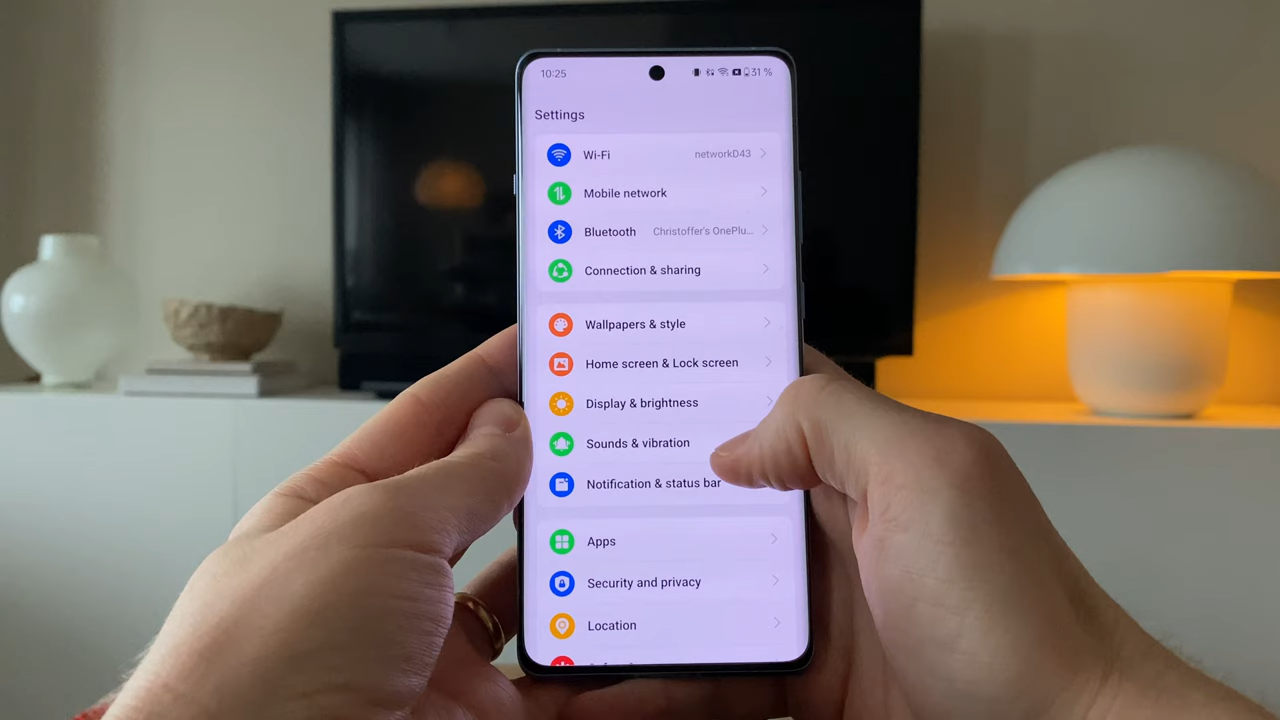 10:25 31 %
Settings
Wi-Fi networkD43
Mobile network
Bluetooth Christoffer's OnePlu...
Connection & sharing
Wallpapers & style
Home screen & Lock screen
Display & brightness
Sounds & vibration
Notification & status bar
Apps
Security and privacy
Location